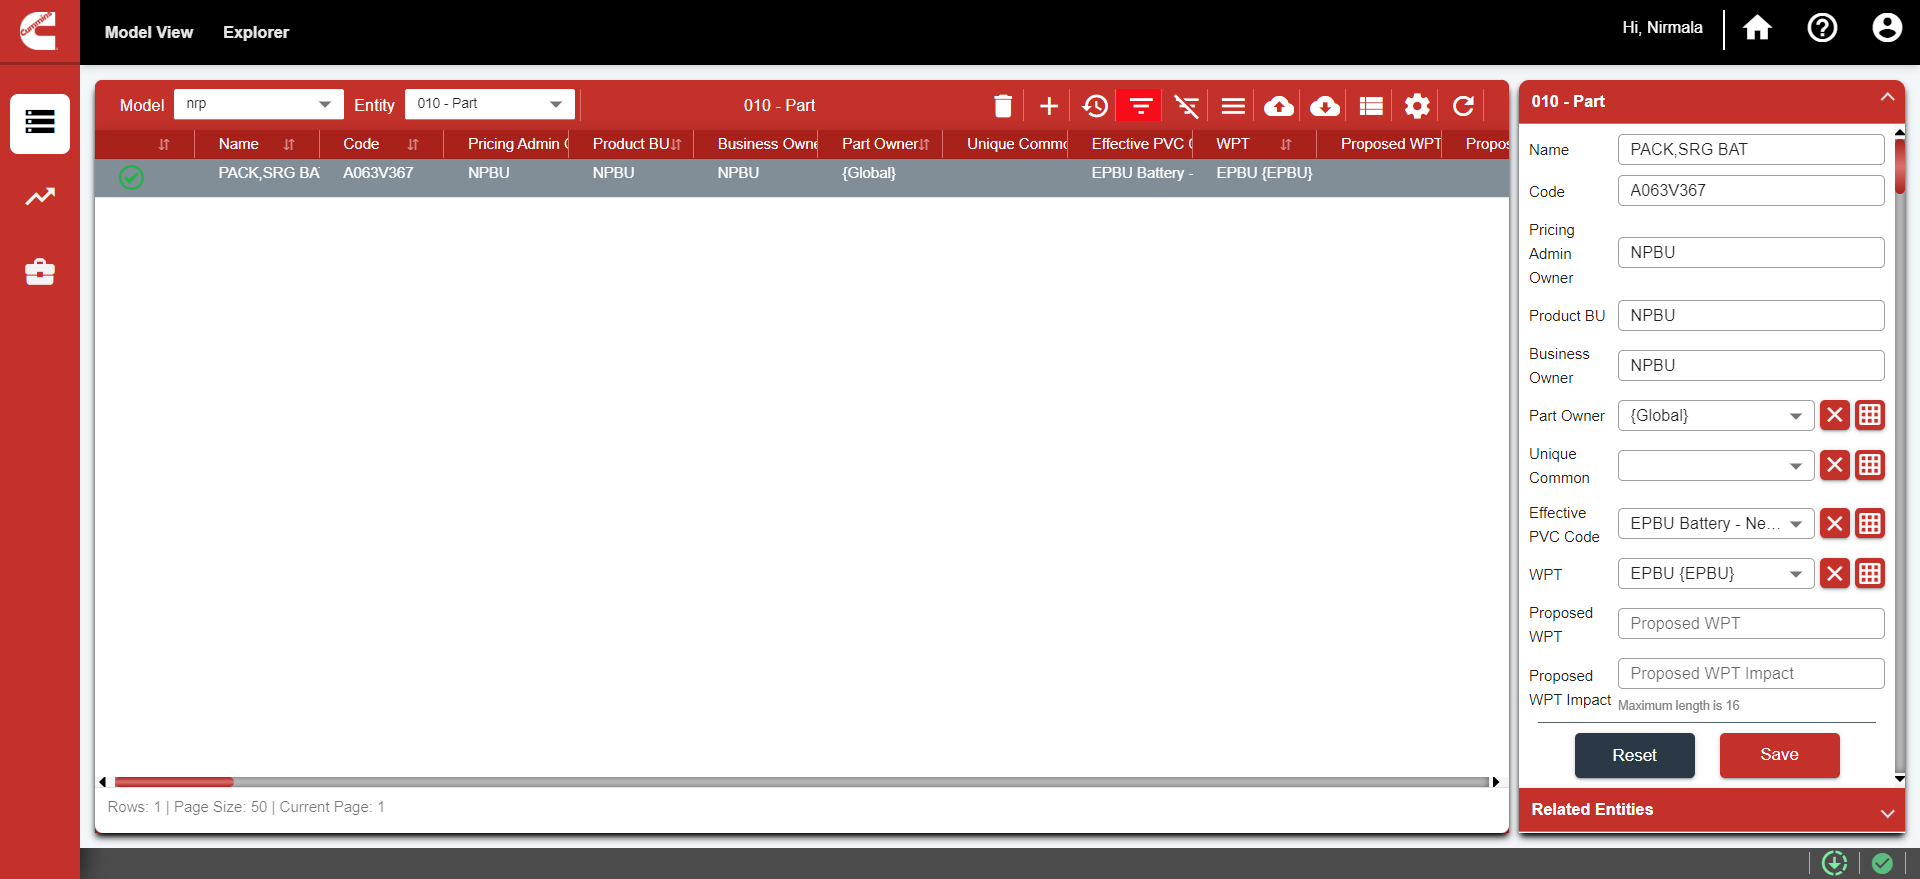 Cummins
Model View
Explorer
Hi, Nirmala
Model
nrp
Entity
010 - Part
010 - Part
Name
Code
Pricing Admin
Product BU
Business Owne
Part Owner
Unique Commo
Effective PVC
WPT
Proposed WPT
Propos
PACK,SRG BA
A063V367
NPBU
NPBU
NPBU
{Global}
EPBU Battery -
EPBU {EPBU}
Rows: 1 | Page Size: 50 | Current Page: 1
010 - Part
Name
PACK,SRG BAT
Code
A063V367
Pricing
Admin
Owner
NPBU
Product BU
NPBU
Business
Owner
NPBU
Part Owner
{Global}
Unique
Common
Effective
PVC Code
EPBU Battery - Ne...
WPT
EPBU {EPBU}
Proposed
WPT
Proposed WPT
Proposed
WPT Impact
Proposed WPT Impact
Maximum length is 16
Reset
Save
Related Entities